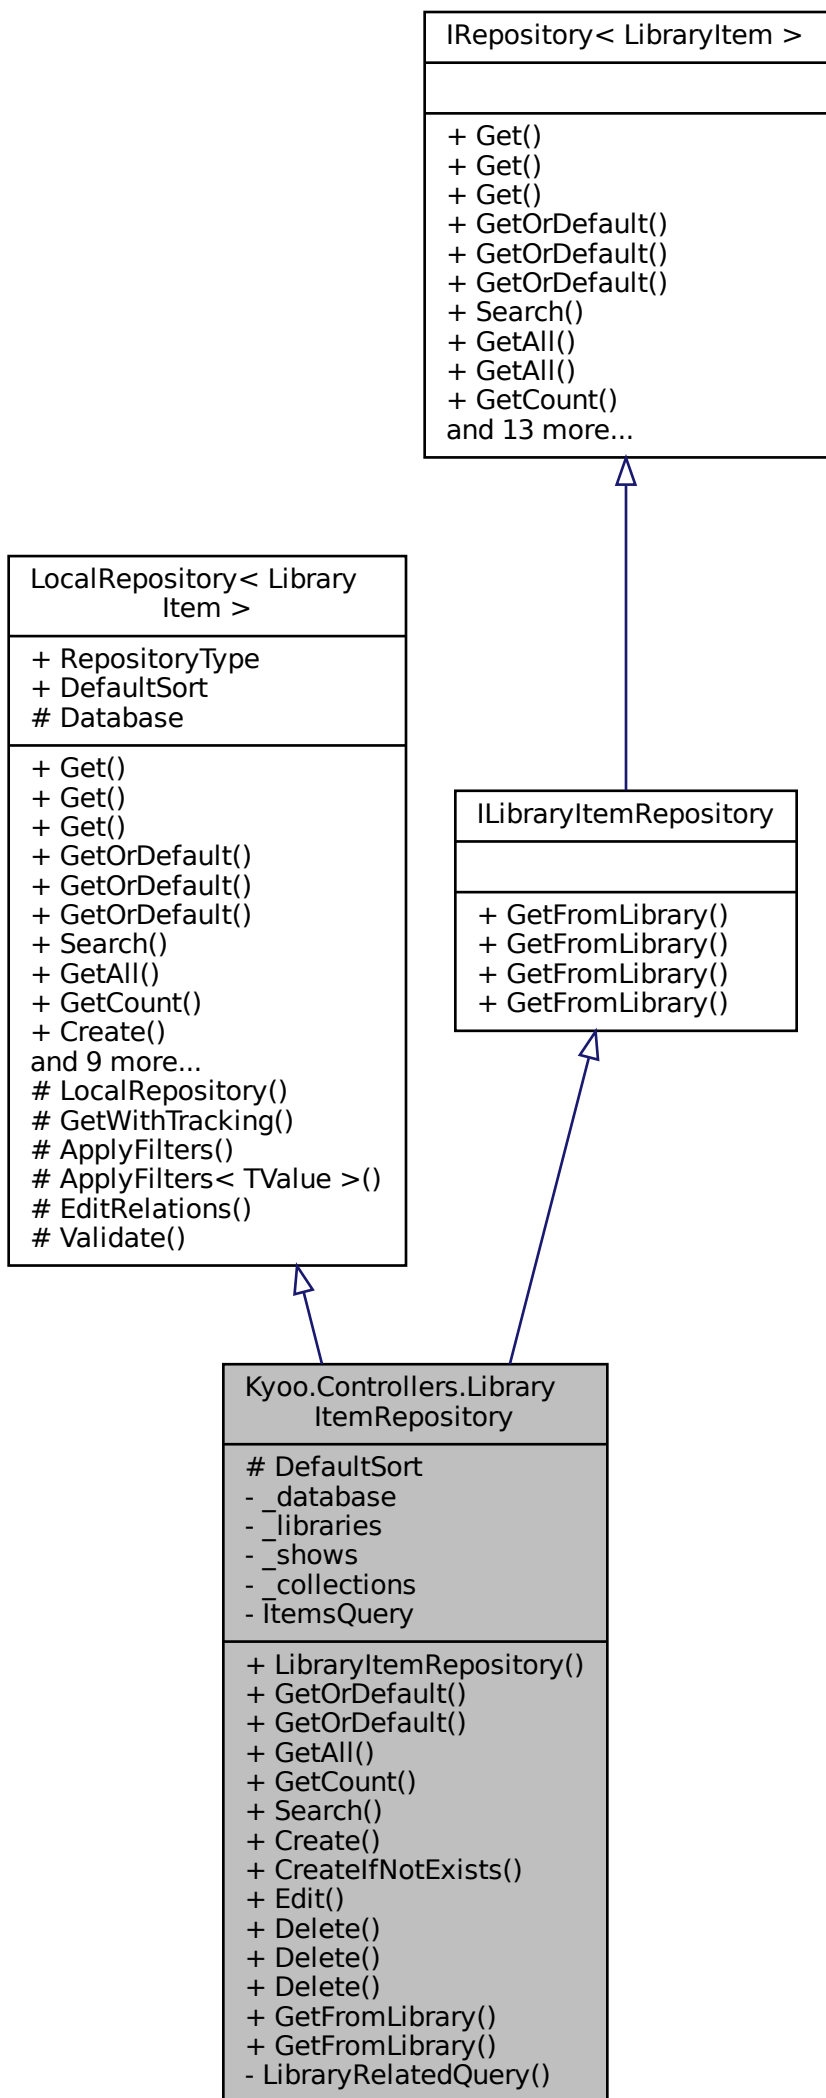 IRepository< LibraryItem >
+ Get()
+ Get()
+ Get()
+ GetOrDefault()
+ GetOrDefault()
+ GetOrDefault()
+ Search()
+ GetAll()
+ GetAll()
+ GetCount()
and 13 more...
LocalRepository< Library
Item >
+ RepositoryType
+ DefaultSort
# Database
+ Get()
+ Get()
+ Get()
+ GetOrDefault()
+ GetOrDefault()
+ GetOrDefault()
+ Search()
+ GetAll()
+ GetCount()
+ Create()
and 9 more...
# LocalRepository()
# GetWithTracking()
# ApplyFilters()
# ApplyFilters< TValue >()
# EditRelations()
# Validate()
ILibraryItemRepository
+ GetFromLibrary()
+ GetFromLibrary()
+ GetFromLibrary()
+ GetFromLibrary()
Kyoo.Controllers.Library
ItemRepository
# DefaultSort
- _database
- _libraries
- _shows
- _collections
- ItemsQuery
+ LibraryItemRepository()
+ GetOrDefault()
+ GetOrDefault()
+ GetAll()
+ GetCount()
+ Search()
+ Create()
+ CreateIfNotExists()
+ Edit()
+ Delete()
+ Delete()
+ Delete()
+ GetFromLibrary()
+ GetFromLibrary()
- LibraryRelatedQuery()